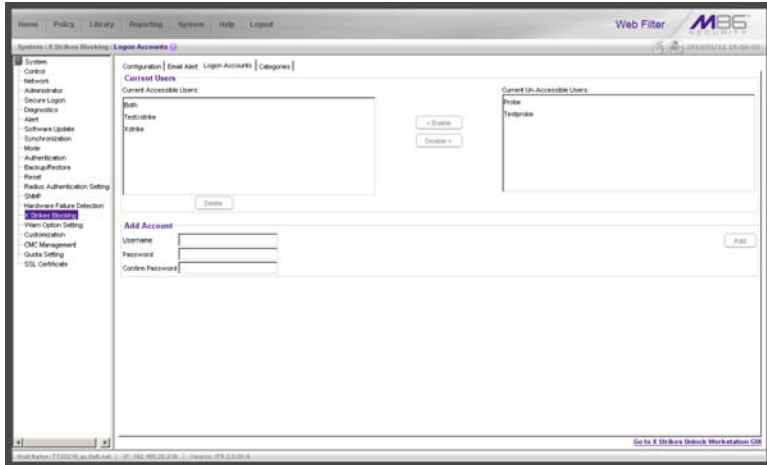 Home Policy Library Reporting System Help Logout
Web Filter
M86 SECURITY
System : X Strikes Blocking : Logon Accounts
System
Control
Network
Administrator
Secure Logon
Diagnostics
Alert
Software Update
Synchronization
Mode
Authentication
Backup/Restore
Reset
Radius Authentication Setting
SNMP
Hardware Failure Detection
X Strikes Blocking
Warn Option Setting
Customization
CMC Management
Quota Setting
SSL Certificate
Configuration Email Alert Logon Accounts Categories
Current Users
Current Accessible Users:
Both
Testxstrike
Xstrike
< Enable
Disable >
Current Un-Accessible Users:
Probe
Testprobe
Delete
Add Account
Username
Password
Confirm Password
Add
Go to X Strikes Unlock Workstation GUI
Host Name:
IP:
Version: